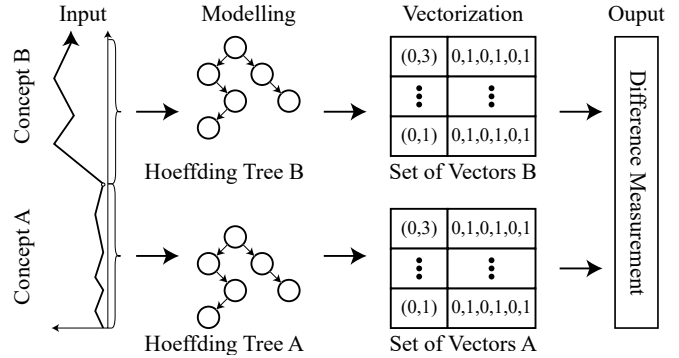 Input Modelling Vectorization Ouput
Concept B
(0,3) 0,1,0,1,0,1
(0,1) 0,1,0,1,0,1
Hoeffding Tree B
Set of Vectors B
Concept A
(0,3) 0,1,0,1,0,1
(0,1) 0,1,0,1,0,1
Hoeffding Tree A
Set of Vectors A
Difference Measurement